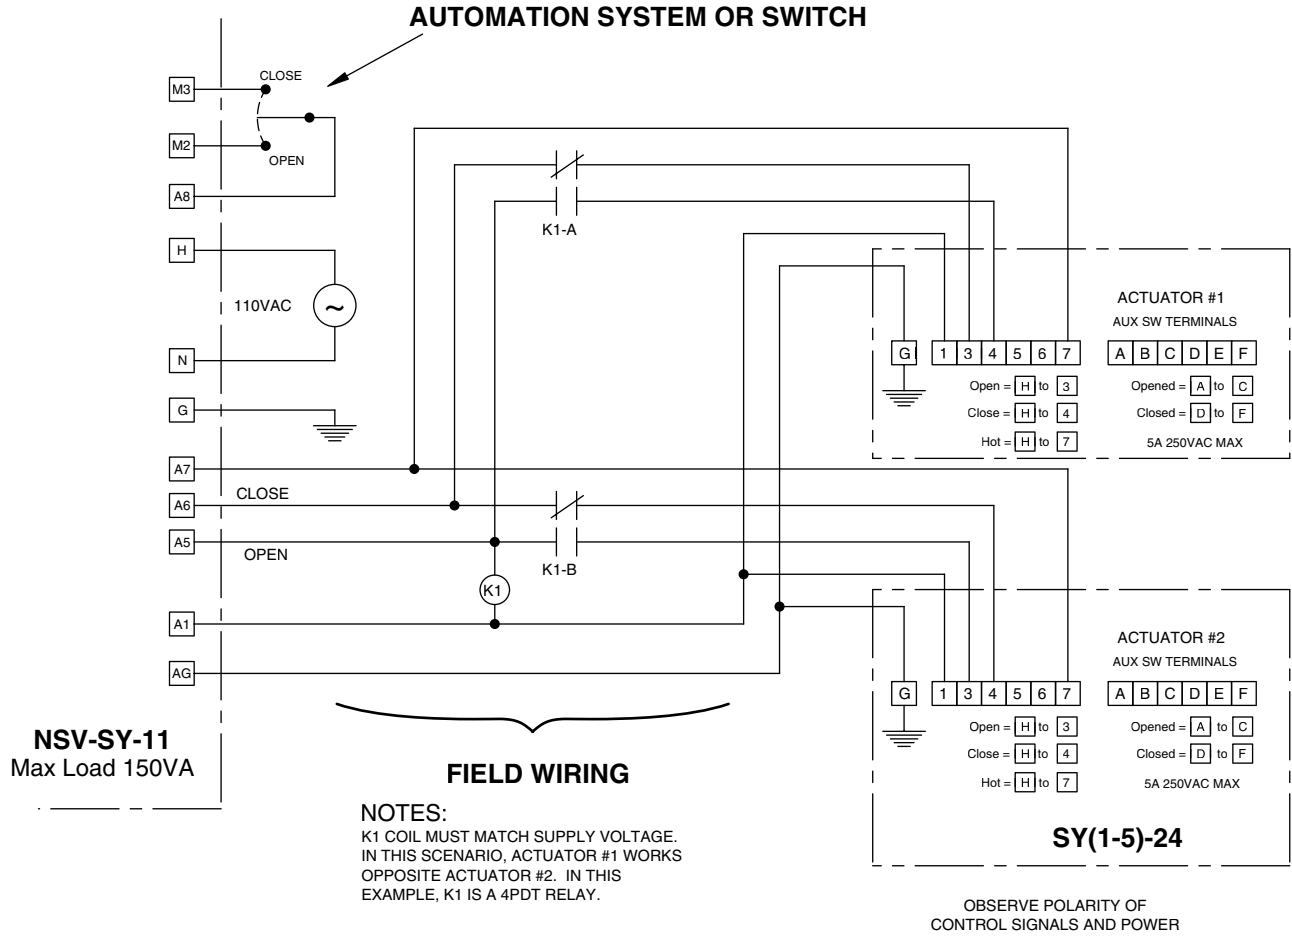 AUTOMATION SYSTEM OR SWITCH
M3
CLOSE
M2
OPEN
A8
H
110VAC
~
N
G
A7
A6
CLOSE
A5
OPEN
A1
AG
K1-A
K1-B
K1
ACTUATOR #1
AUX SW TERMINALS
G 1 3 4 5 6 7 A B C D E F
Open = H to 3 Opened = A to C
Close = H to 4 Closed = D to F
Hot = H to 7 5A 250VAC MAX
ACTUATOR #2
AUX SW TERMINALS
G 1 3 4 5 6 7 A B C D E F
Open = H to 3 Opened = A to C
Close = H to 4 Closed = D to F
Hot = H to 7 5A 250VAC MAX
SY(1-5)-24
NSV-SY-11
Max Load 150VA
FIELD WIRING
NOTES:
K1 COIL MUST MATCH SUPPLY VOLTAGE.
IN THIS SCENARIO, ACTUATOR #1 WORKS
OPPOSITE ACTUATOR #2. IN THIS
EXAMPLE, K1 IS A 4PDT RELAY.
OBSERVE POLARITY OF
CONTROL SIGNALS AND POWER